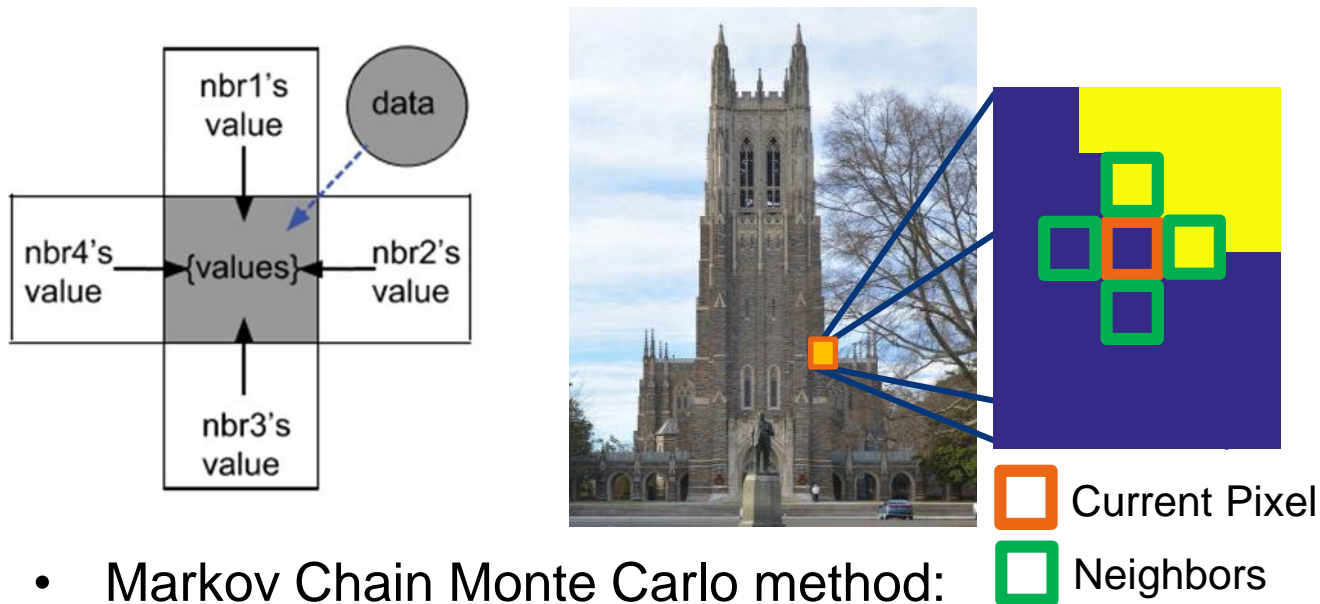 nbr1's
value
data
nbr4's
value
{values}
nbr2's
value
nbr3's
value
Current Pixel
Neighbors
• Markov Chain Monte Carlo method: